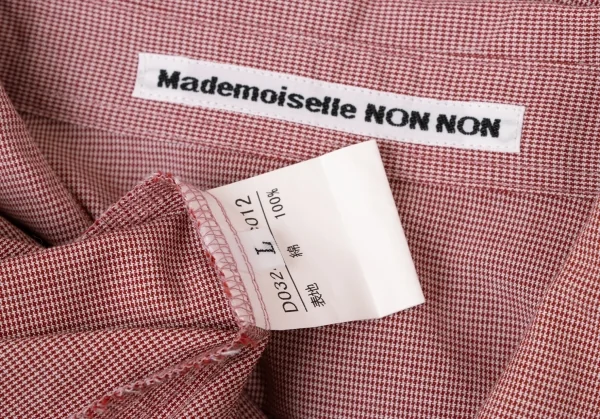 Mademoiselle NON NON
D032 L :012
表地 綿 100%